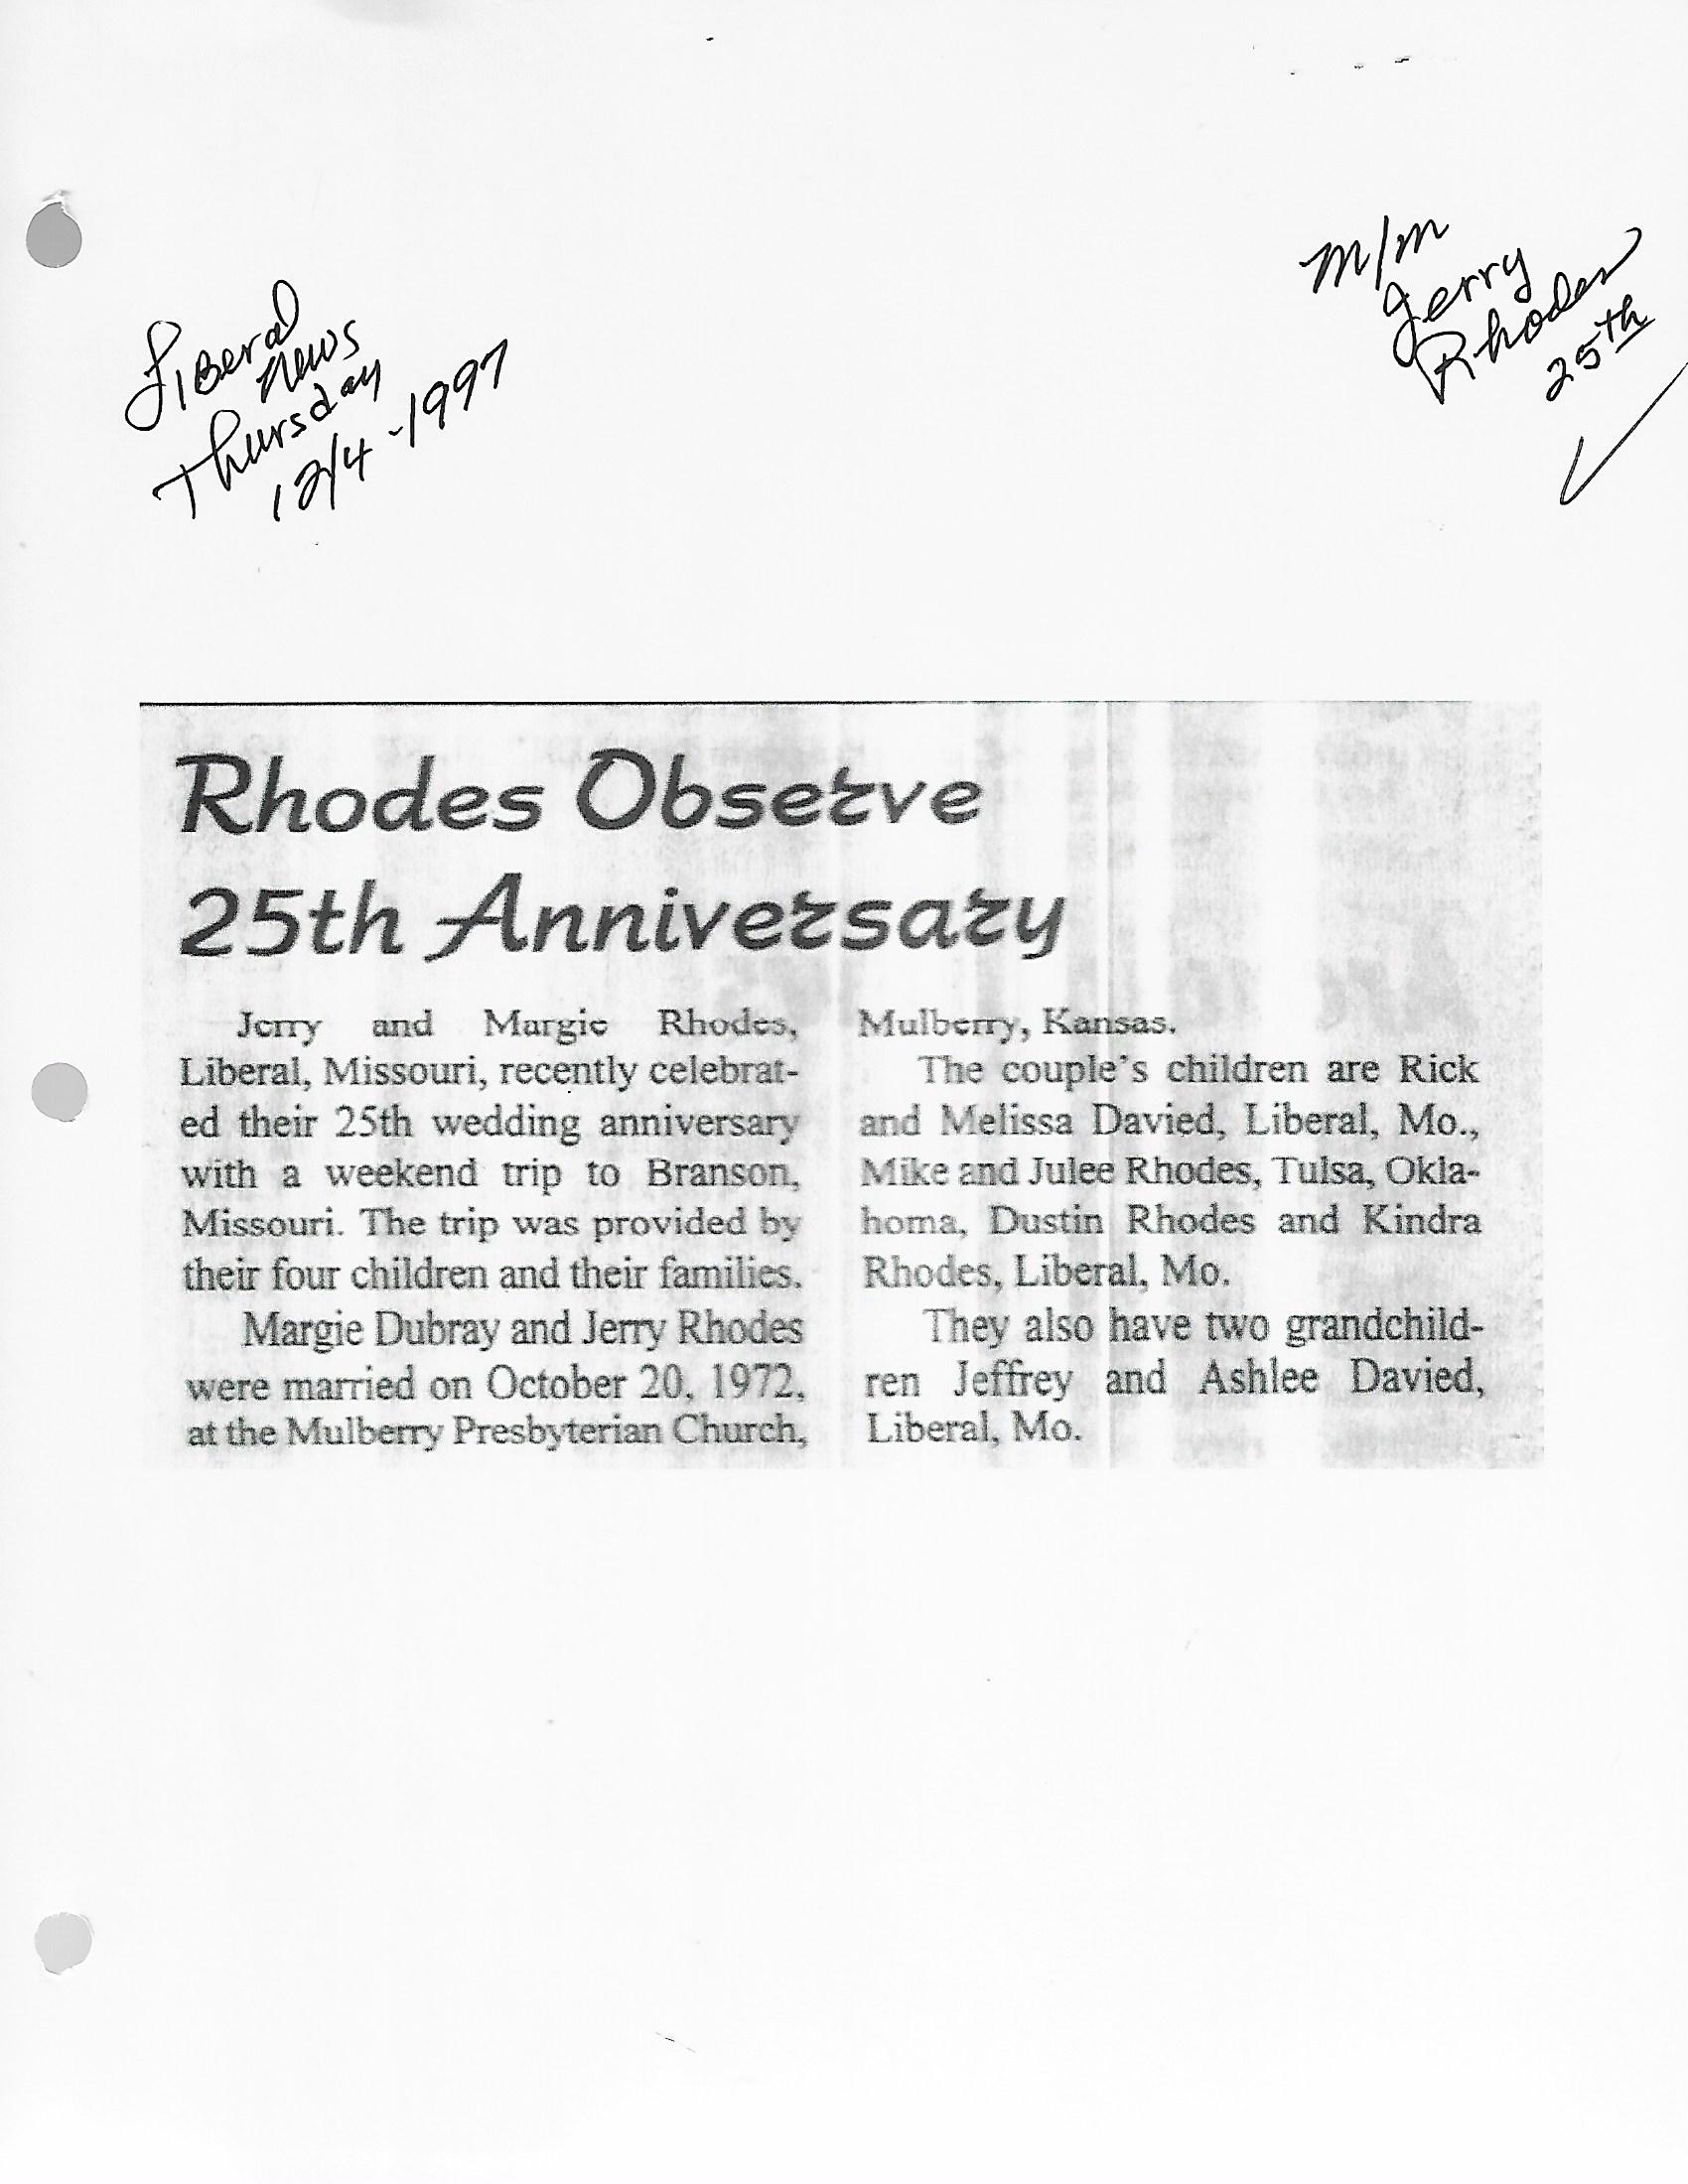 Liberal
News
Thursday
12/4-1997
M/M
Jerry
Rhodes
25th
Rhodes Observe
25th Anniversary
Jerry and Margie Rhodes,
Liberal, Missouri, recently celebrat-
ed their 25th wedding anniversary
with a weekend trip to Branson,
Missouri. The trip was provided by
their four children and their families.
Margie Dubray and Jerry Rhodes
were married on October 20, 1972,
at the Mulberry Presbyterian Church,
Mulberry, Kansas.
The couple's children are Rick
and Melissa Davied, Liberal, Mo.,
Mike and Julee Rhodes, Tulsa, Okla-
homa, Dustin Rhodes and Kindra
Rhodes, Liberal, Mo.
They also have two grandchild-
ren Jeffrey and Ashlee Davied,
Liberal, Mo.